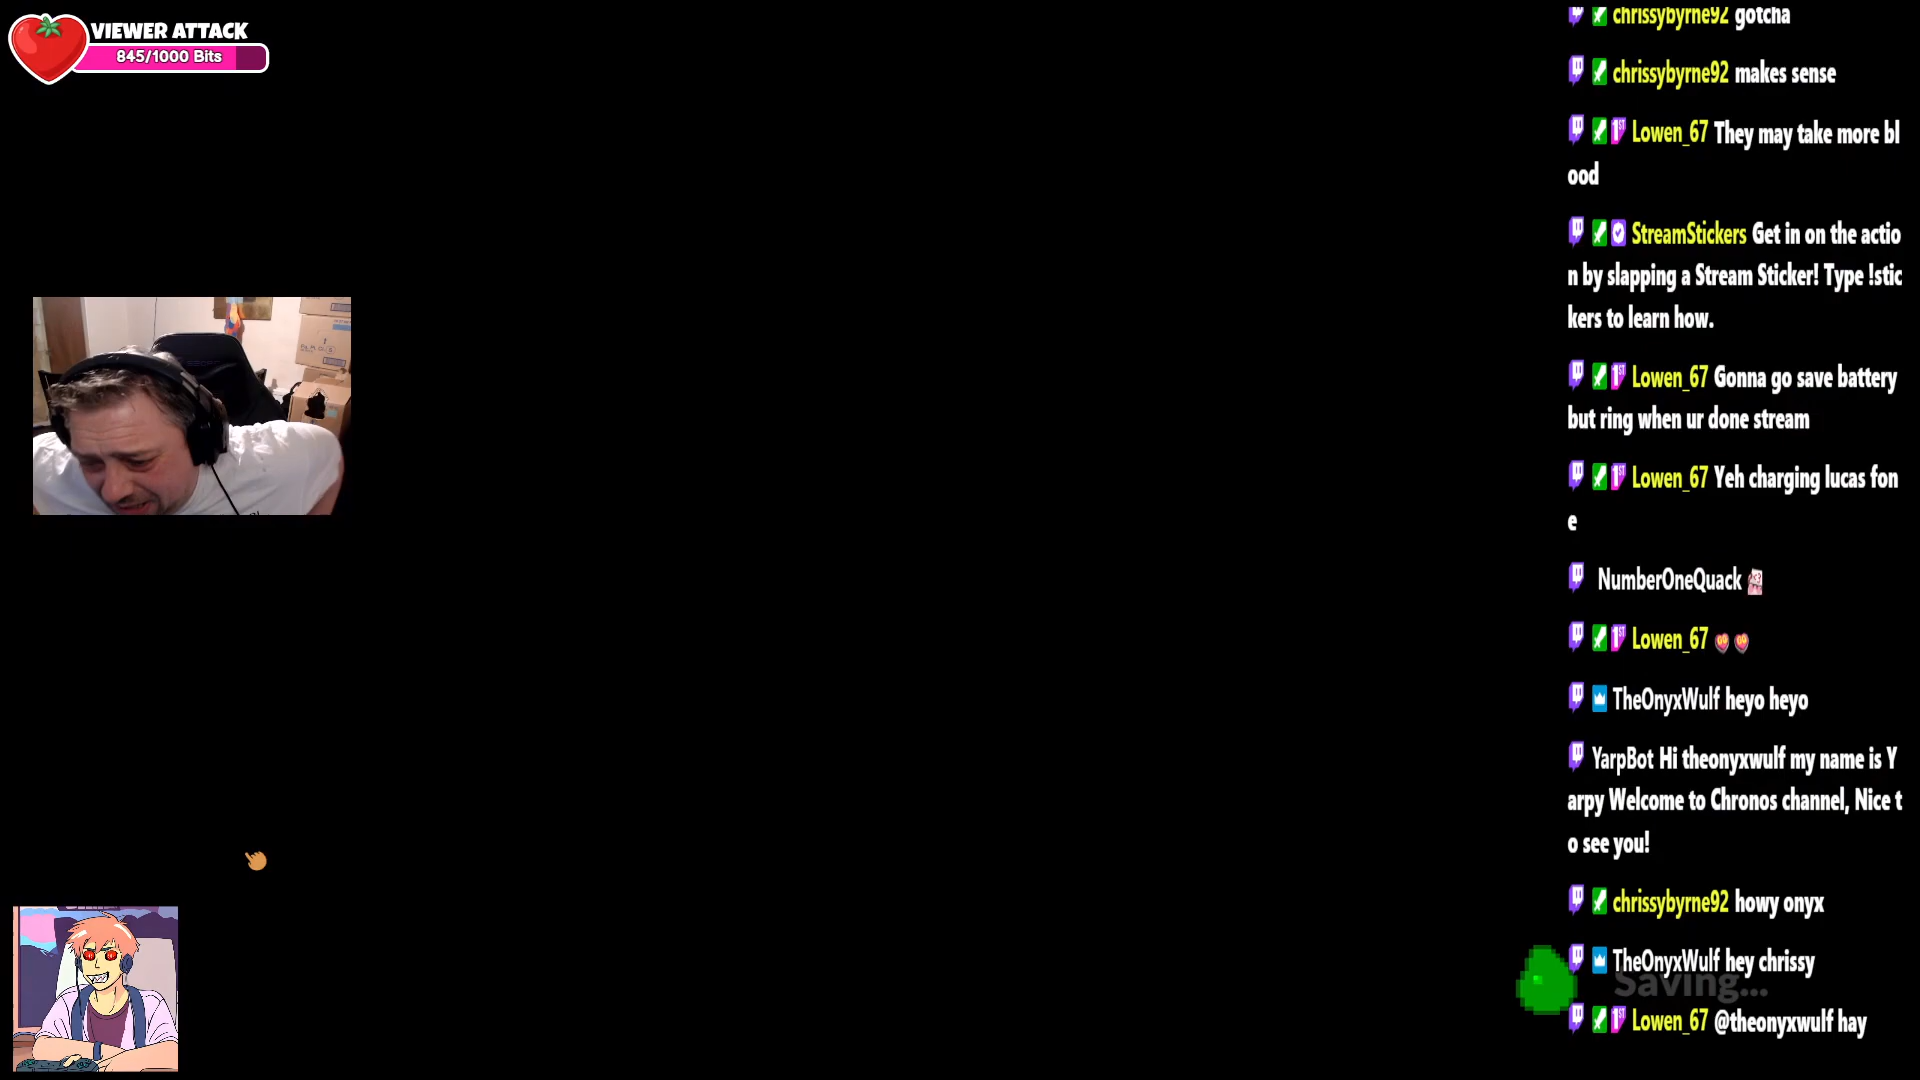 VIEWER ATTACK
845/1000 Bits
chrissybyrne92 gotcha
chrissybyrne92 makes sense
Lowen_67 They may take more bl
ood
StreamStickers Get in on the actio
n by slapping a Stream Sticker! Type !stic
kers to learn how.
Lowen_67 Gonna go save battery
but ring when ur done stream
Lowen_67 Yeh charging lucas fon
e
NumberOneQuack
Lowen_67
TheOnyxWulf heyo heyo
YarpBot Hi theonyxwulf my name is Y
arpy Welcome to Chronos channel, Nice t
o see you!
chrissybyrne92 howy onyx
TheOnyxWulf hey chrissy
Saving...
Lowen_67 @theonyxwulf hay